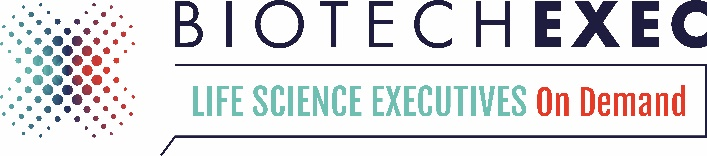 BIOTECHEXEC
LIFE SCIENCE EXECUTIVES On Demand